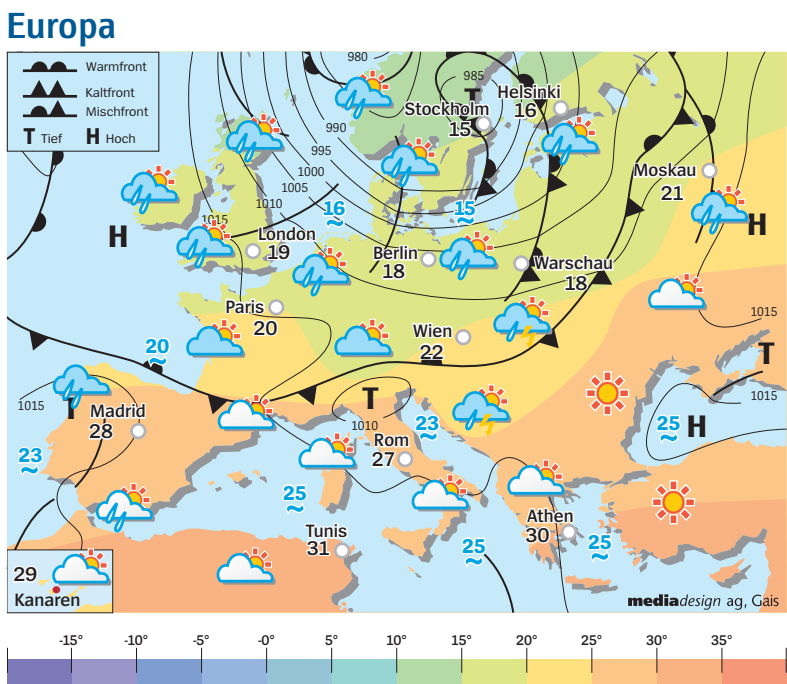 Europa
Warmfront
Kaltfront
Mischfront
T Tief H Hoch
980
985
T
Helsinki
16
Stockholm
15
990
995
1000
1005
1010
1015
Moskau
21
H
16
15
H
London
19
Berlin
18
Warschau
18
Paris
20
Wien
22
1015
20
T
1015
T
Madrid
28
T
1010
1015
23
25
H
Rom
27
23
25
Athen
30
Tunis
31
25
25
29
Kanaren
mediadesign ag, Gais
-15° -10° -5° -0° 5° 10° 15° 20° 25° 30° 35°